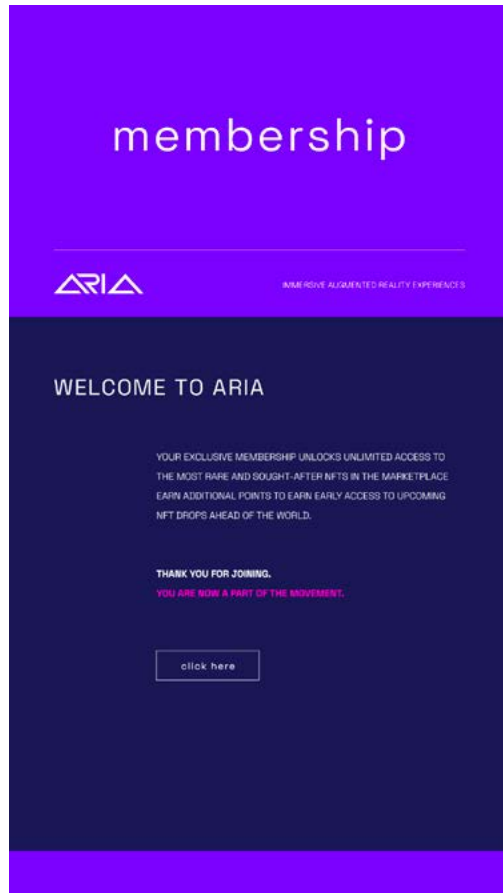 membership
ARIA
IMMERSIVE AUGMENTED REALITY EXPERIENCES
WELCOME TO ARIA
YOUR EXCLUSIVE MEMBERSHIP UNLOCKS UNLIMITED ACCESS TO
THE MOST RARE AND SOUGHT-AFTER NFTS IN THE MARKETPLACE
EARN ADDITIONAL POINTS TO EARN EARLY ACCESS TO UPCOMING
NFT DROPS AHEAD OF THE WORLD.
THANK YOU FOR JOINING.
YOU ARE NOW A PART OF THE MOVEMENT.
click here